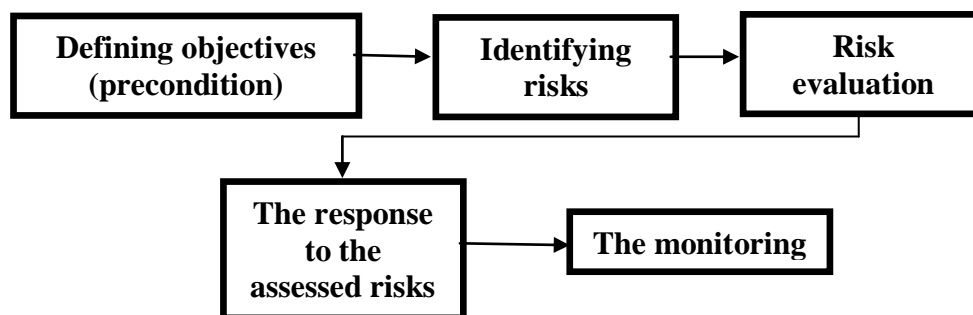 Defining objectives
(precondition)
Identifying
risks
Risk
evaluation
The response
to the
assessed risks
The monitoring